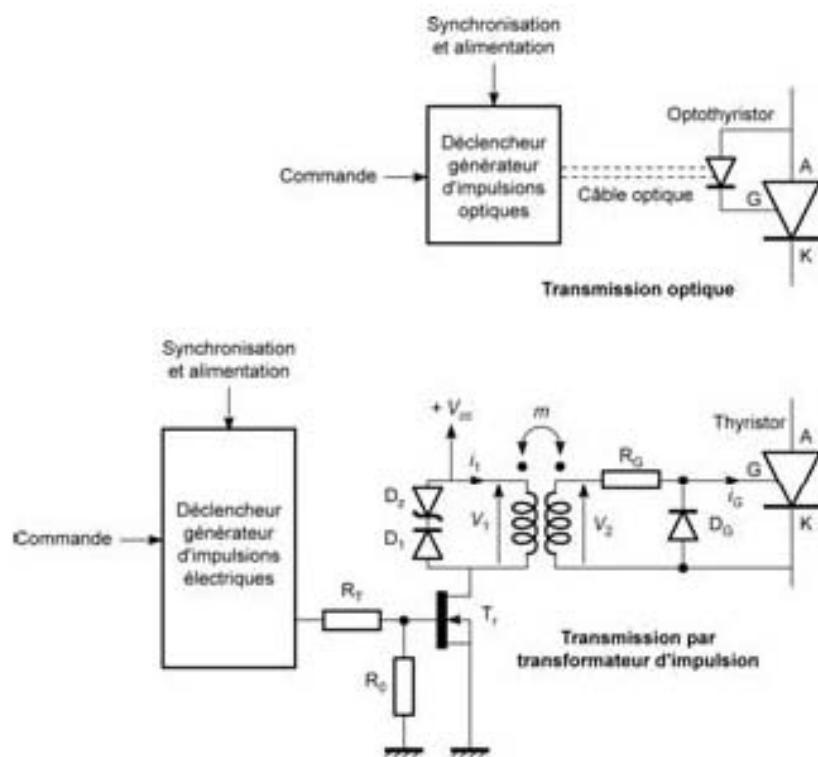 Synchronisation
et alimentation
Optothyristor
Déclencheur
générateur
d'impulsions
optiques
Commande
Câble optique
A
G
K
Transmission optique
Synchronisation
et alimentation
+ Vcc
m
Thyristor
A
i1
RG
G
iG
K
Déclencheur
générateur
d'impulsions
électriques
Commande
Dz
D1
V1
V2
DG
RT
Tr
R0
Transmission par
transformateur d'impulsion